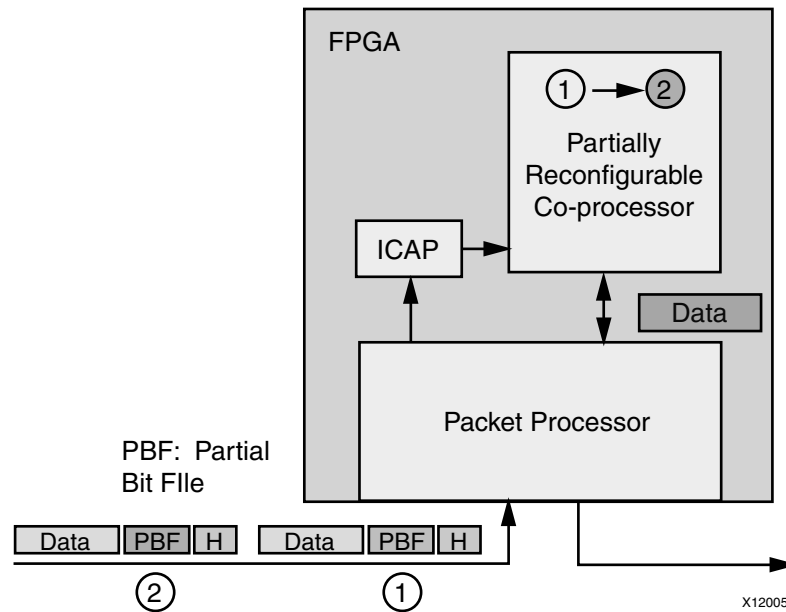 FPGA
1 2
Partially
Reconfigurable
Co-processor
ICAP
Data
Packet Processor
PBF: Partial
Bit FIle
Data PBF H Data PBF H
2 1
X12005